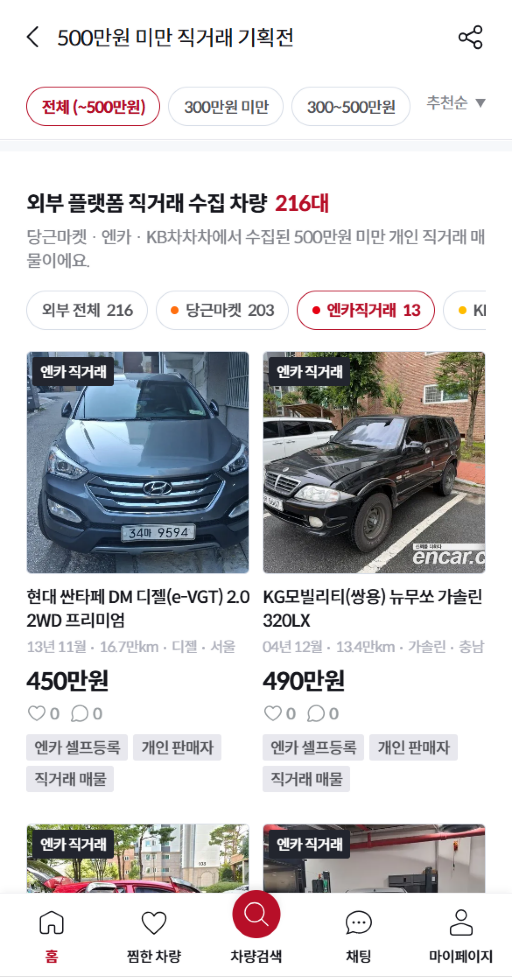 500만원 미만 직거래 기획전
전체 (~500만원) 300만원 미만 300~500만원 추천순 ▼
외부 플랫폼 직거래 수집 차량 216대
당근마켓 · 엔카 · KB차차차에서 수집된 500만원 미만 개인 직거래 매
물이에요.
외부 전체 216 당근마켓 203 엔카직거래 13
엔카 직거래 엔카 직거래
34마 9594
encar.c
현대 싼타페 DM 디젤(e-VGT) 2.0
2WD 프리미엄
13년 11월 · 16.7만km · 디젤 · 서울
450만원
0 0
엔카 셀프등록 개인 판매자
직거래 매물
KG모빌리티(쌍용) 뉴무쏘 가솔린
320LX
04년 12월 · 13.4만km · 가솔린 · 충남
490만원
0 0
엔카 셀프등록 개인 판매자
직거래 매물
엔카 직거래 엔카 직거래
홈 찜한 차량 차량검색 채팅 마이페이지